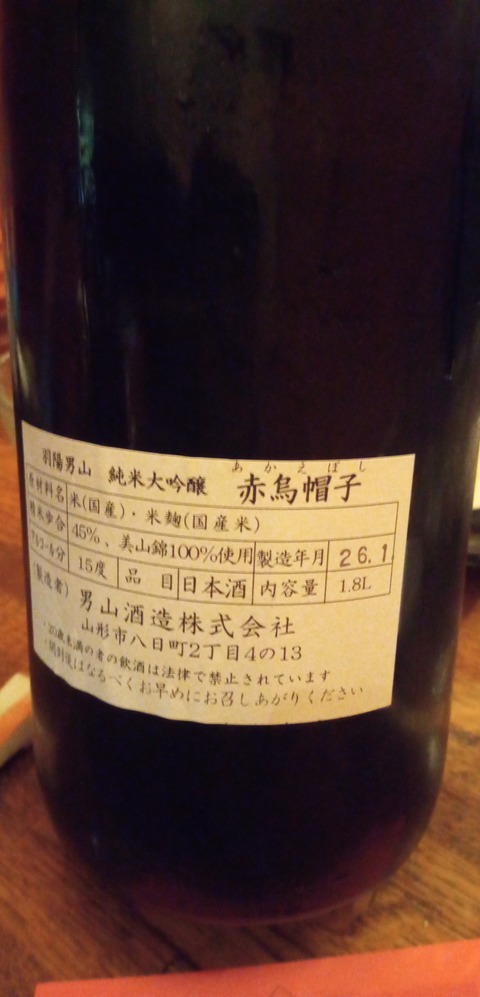 あかえぼし
羽陽男山 純米大吟醸 赤烏帽子
原材料名 米(国産)・米麹(国産米)
精米歩合 45%、美山錦100%使用 製造年月 26.1
アルコール分 15度 品目 日本酒 内容量 1.8L
(製造者) 男山酒造株式会社
山形市八日町2丁目4の13
・20歳未満の者の飲酒は法律で禁止されています
・開封後はなるべくお早めにお召しあがりください